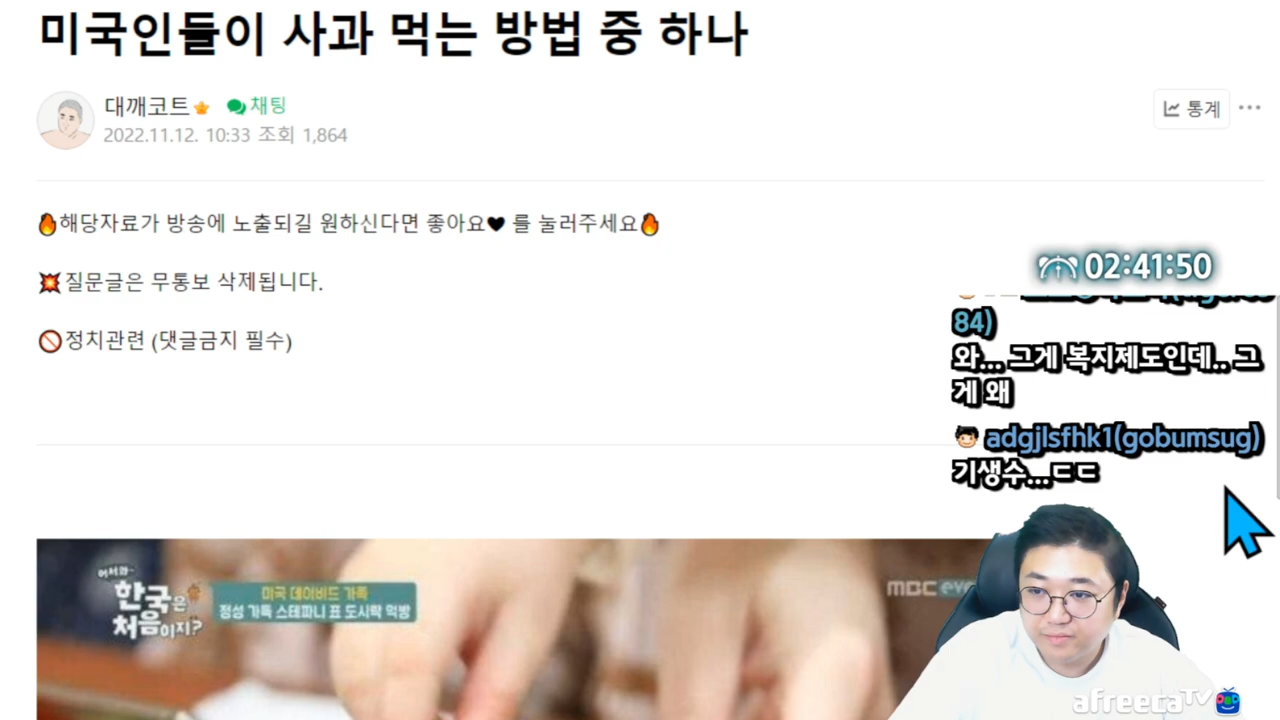 미국인들이 사과 먹는 방법 중 하나
대깨코트 채팅
2022.11.12. 10:33 조회 1,864
통계
🔥해당자료가 방송에 노출되길 원하신다면 좋아요🖤 를 눌러주세요🔥
💥질문글은 무통보 삭제됩니다.
🚫정치관련 (댓글금지 필수)
02:41:50
84)
와... 그게 복지제도인데.. 그
게 왜
adgjlsfhk1(gobumsug)
기생수...ㄷㄷ
어서와~
한국은
처음이지?
미국 데이비드 가족
정성 가득 스테파니 표 도시락 먹방
MBC
afreecaTV